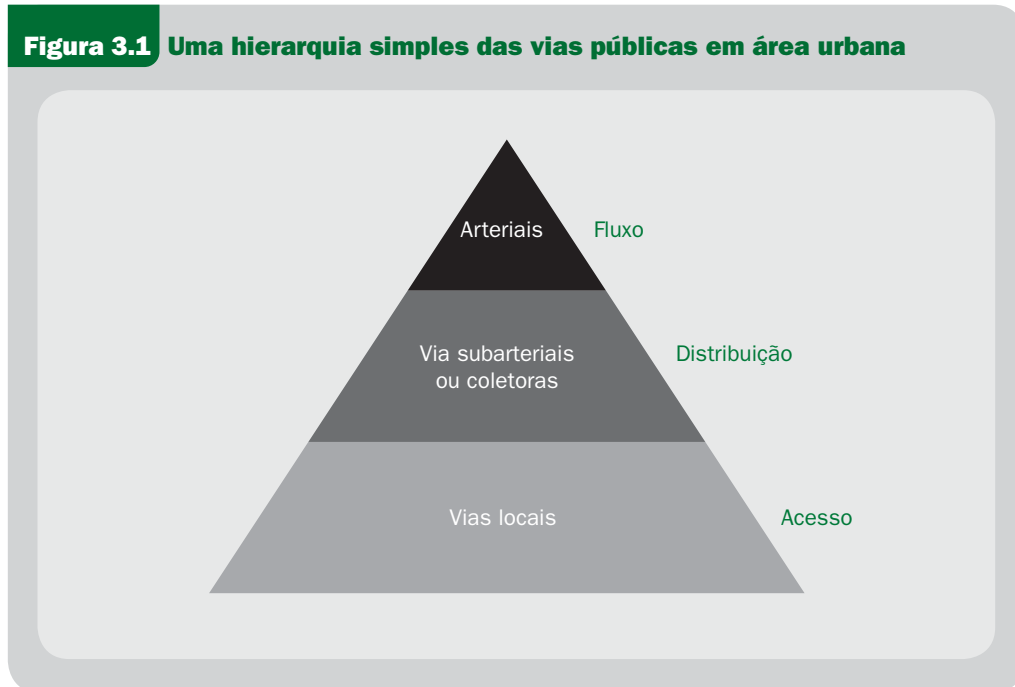 Figura 3.1 Uma hierarquia simples das vias públicas em área urbana
Arteriais Fluxo
Via subarteriais
ou coletoras
Distribuição
Vias locais Acesso